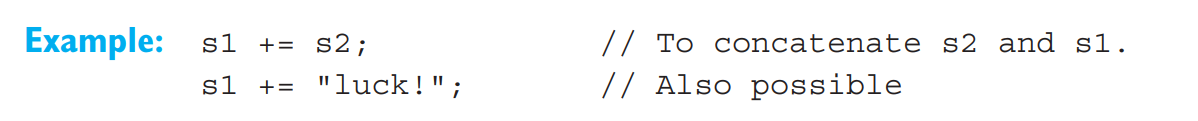 Example: s1 += s2; // To concatenate s2 and s1.
s1 += "luck!"; // Also possible